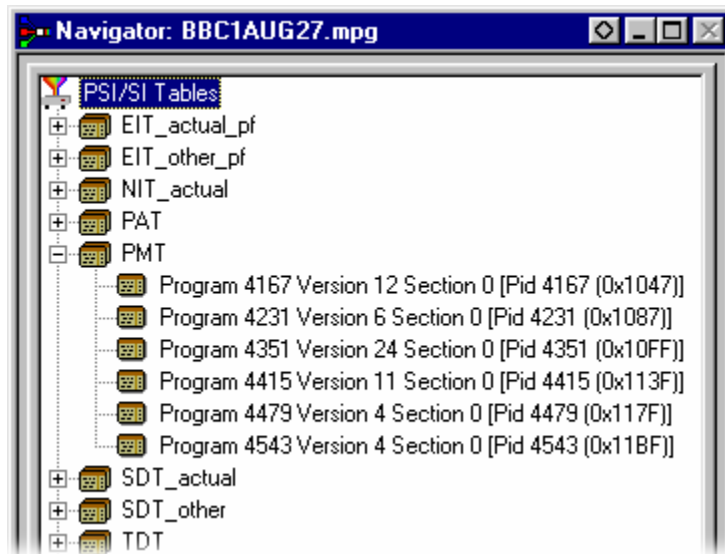 Navigator: BBC1AUG27.mpg
PSI/SI Tables
EIT_actual_pf
EIT_other_pf
NIT_actual
PAT
PMT
Program 4167 Version 12 Section 0 [Pid 4167 (0x1047)]
Program 4231 Version 6 Section 0 [Pid 4231 (0x1087)]
Program 4351 Version 24 Section 0 [Pid 4351 (0x10FF)]
Program 4415 Version 11 Section 0 [Pid 4415 (0x113F)]
Program 4479 Version 4 Section 0 [Pid 4479 (0x117F)]
Program 4543 Version 4 Section 0 [Pid 4543 (0x11BF)]
SDT_actual
SDT_other
TDT